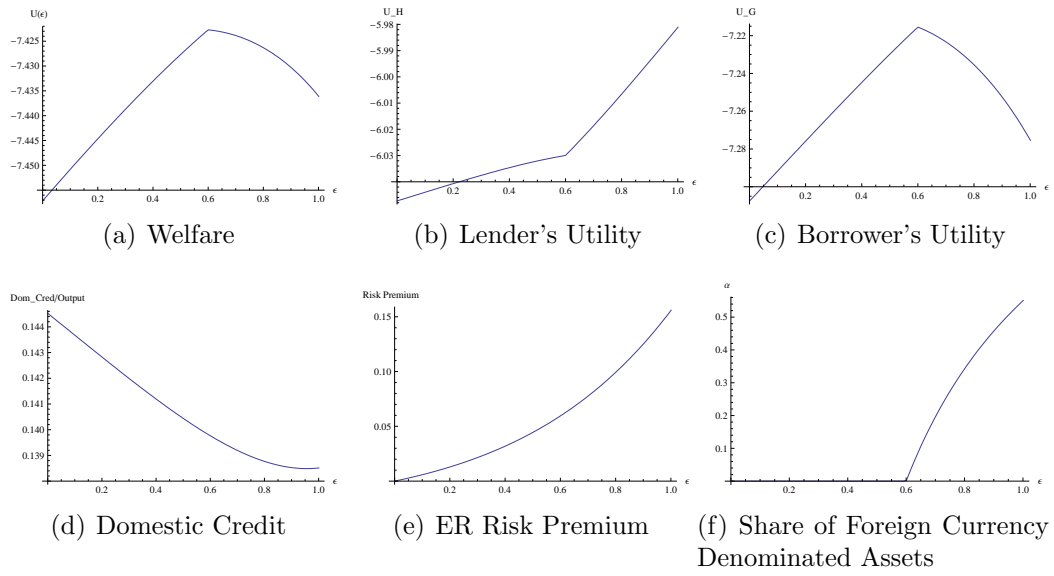 U(ϵ)
-7.425
-7.430
-7.435
-7.440
-7.445
-7.450
0.2 0.4 0.6 0.8 1.0 ϵ
(a) Welfare
U_H
-5.98
-5.99
-6.00
-6.01
-6.02
-6.03
0.2 0.4 0.6 0.8 1.0 ϵ
(b) Lender's Utility
U_G
-7.22
-7.24
-7.26
-7.28
0.2 0.4 0.6 0.8 1.0 ϵ
(c) Borrower's Utility
Dom_Cred/Output
0.144
0.143
0.142
0.141
0.140
0.139
0.2 0.4 0.6 0.8 1.0 ϵ
(d) Domestic Credit
Risk Premium
0.15
0.10
0.05
0.2 0.4 0.6 0.8 1.0 ϵ
(e) ER Risk Premium
α
0.5
0.4
0.3
0.2
0.1
0.2 0.4 0.6 0.8 1.0 ϵ
(f) Share of Foreign Currency
Denominated Assets